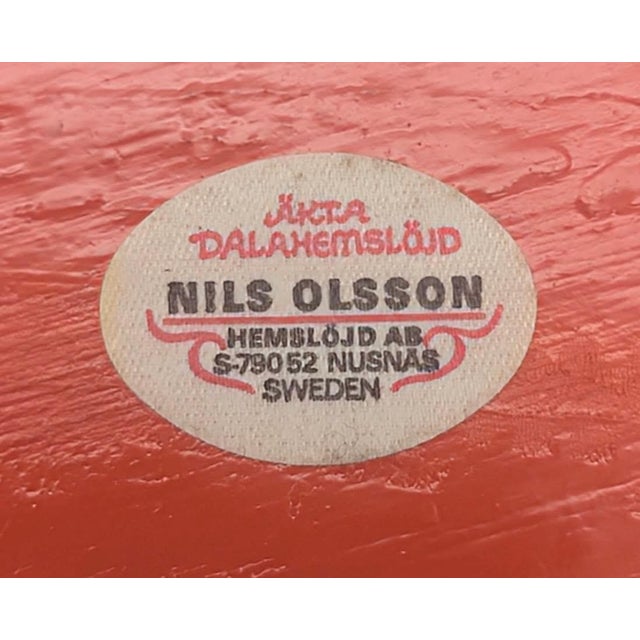 ÄKTA
DALAHEMSLÖJD
NILS OLSSON
HEMSLÖJD AB
S-790 52 NUSNÄS
SWEDEN